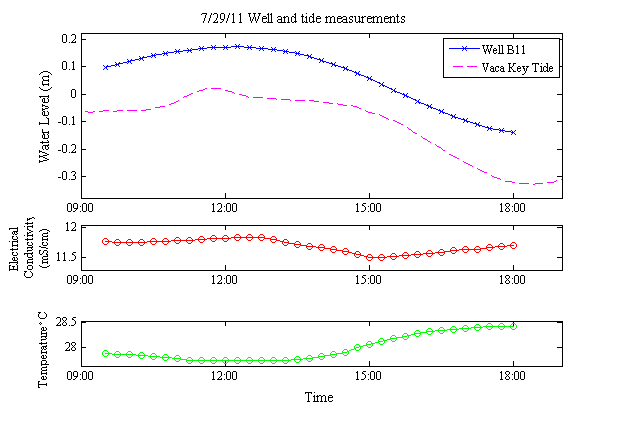 7/29/11 Well and tide measurements
Well B11
Vaca Key Tide
Water Level (m)
0.2
0.1
0
-0.1
-0.2
-0.3
09:00 12:00 15:00 18:00
Electrical
Conductivity
(mS/cm)
12
11.5
09:00 12:00 15:00 18:00
Temperature°C
28.5
28
09:00 12:00 15:00 18:00
Time